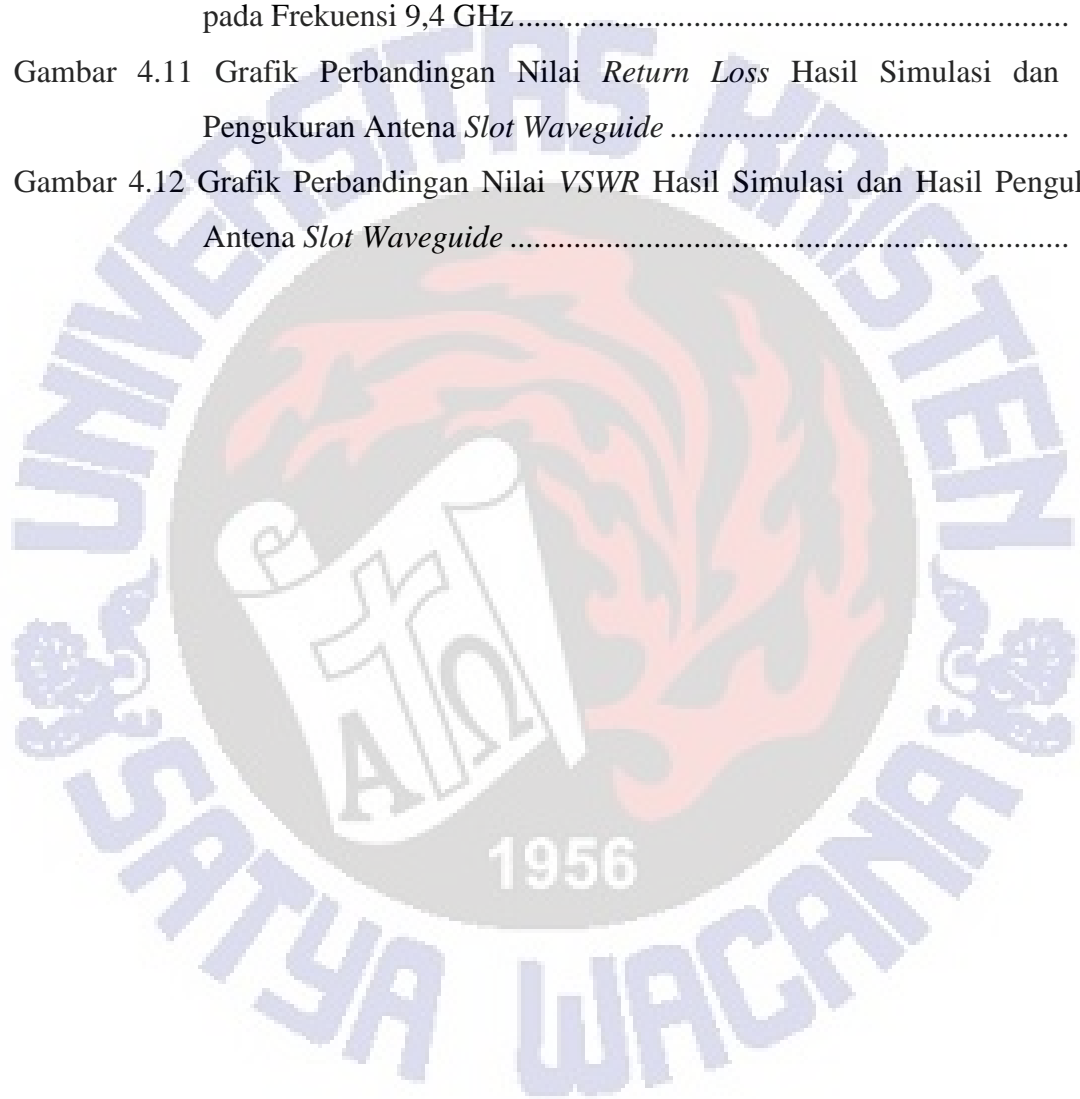 pada Frekuensi 9,4 GHz......................................................................
Gambar 4.11 Grafik Perbandingan Nilai Return Loss Hasil Simulasi dan
Pengukuran Antena Slot Waveguide ...................................................
Gambar 4.12 Grafik Perbandingan Nilai VSWR Hasil Simulasi dan Hasil
Antena Slot Waveguide .......................................................................
UNIVERSITAS KRISTEN
ΑΩ
1956
SATYA WACANA